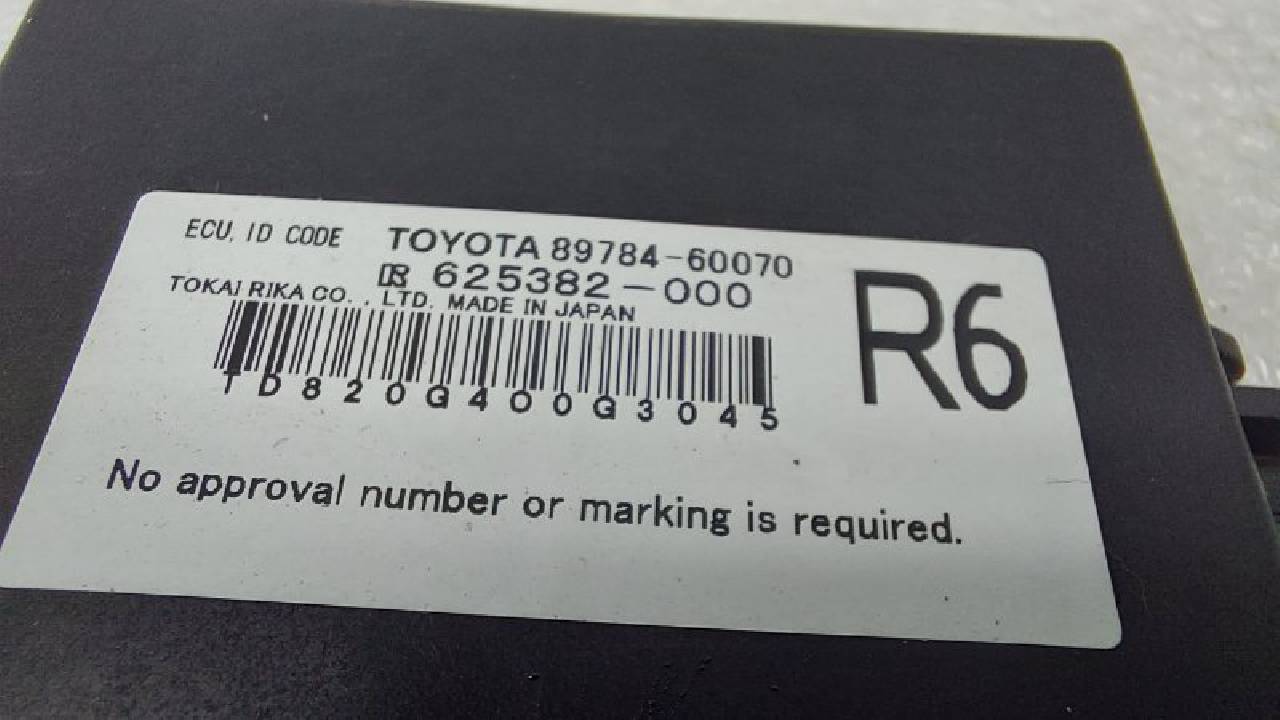 ECU, ID CODE TOYOTA 89784-60070
625382-000
TOKAI RIKA CO., LTD. MADE IN JAPAN
R6
TD820G400G3045
No approval number or marking is required.